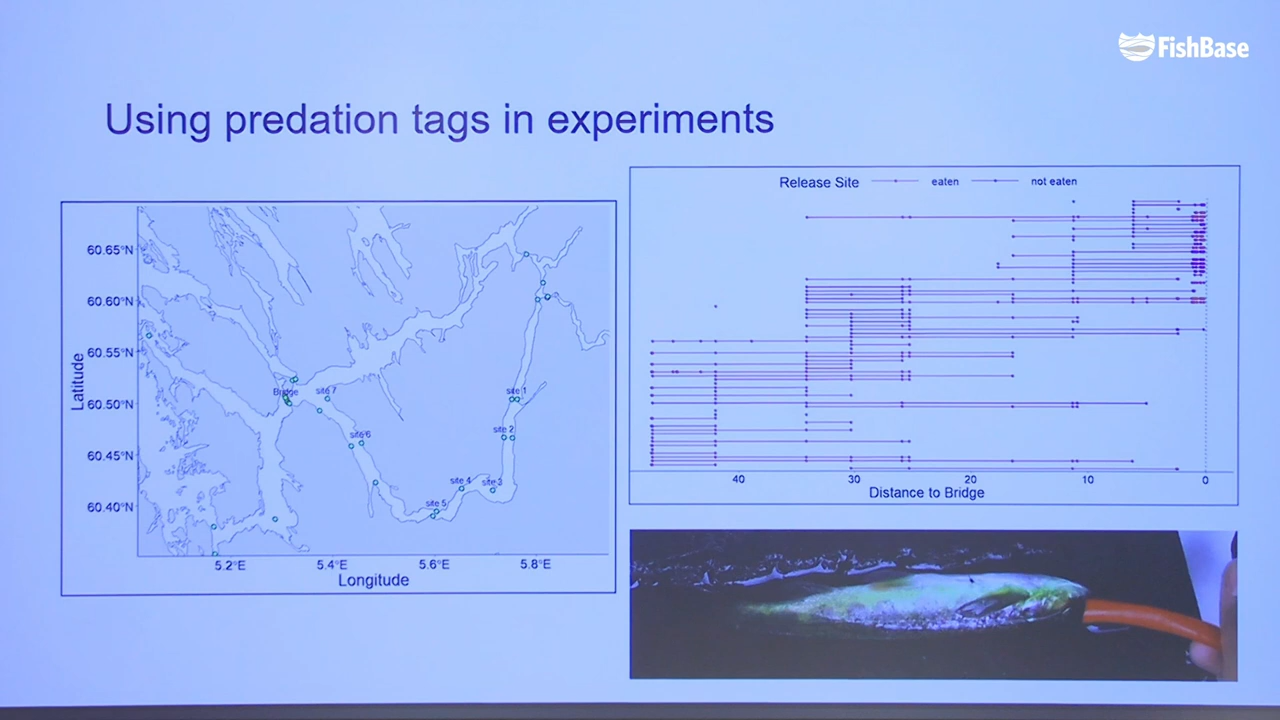 FishBase
Using predation tags in experiments
Release Site eaten not eaten
60.65°N
60.60°N
60.55°N
60.50°N
60.45°N
60.40°N
Latitude
Bridge
site 7
site 1
site 6
site 2
site 4
site 3
site 5
5.2°E 5.4°E 5.6°E 5.8°E
Longitude
40 30 20 10 0
Distance to Bridge